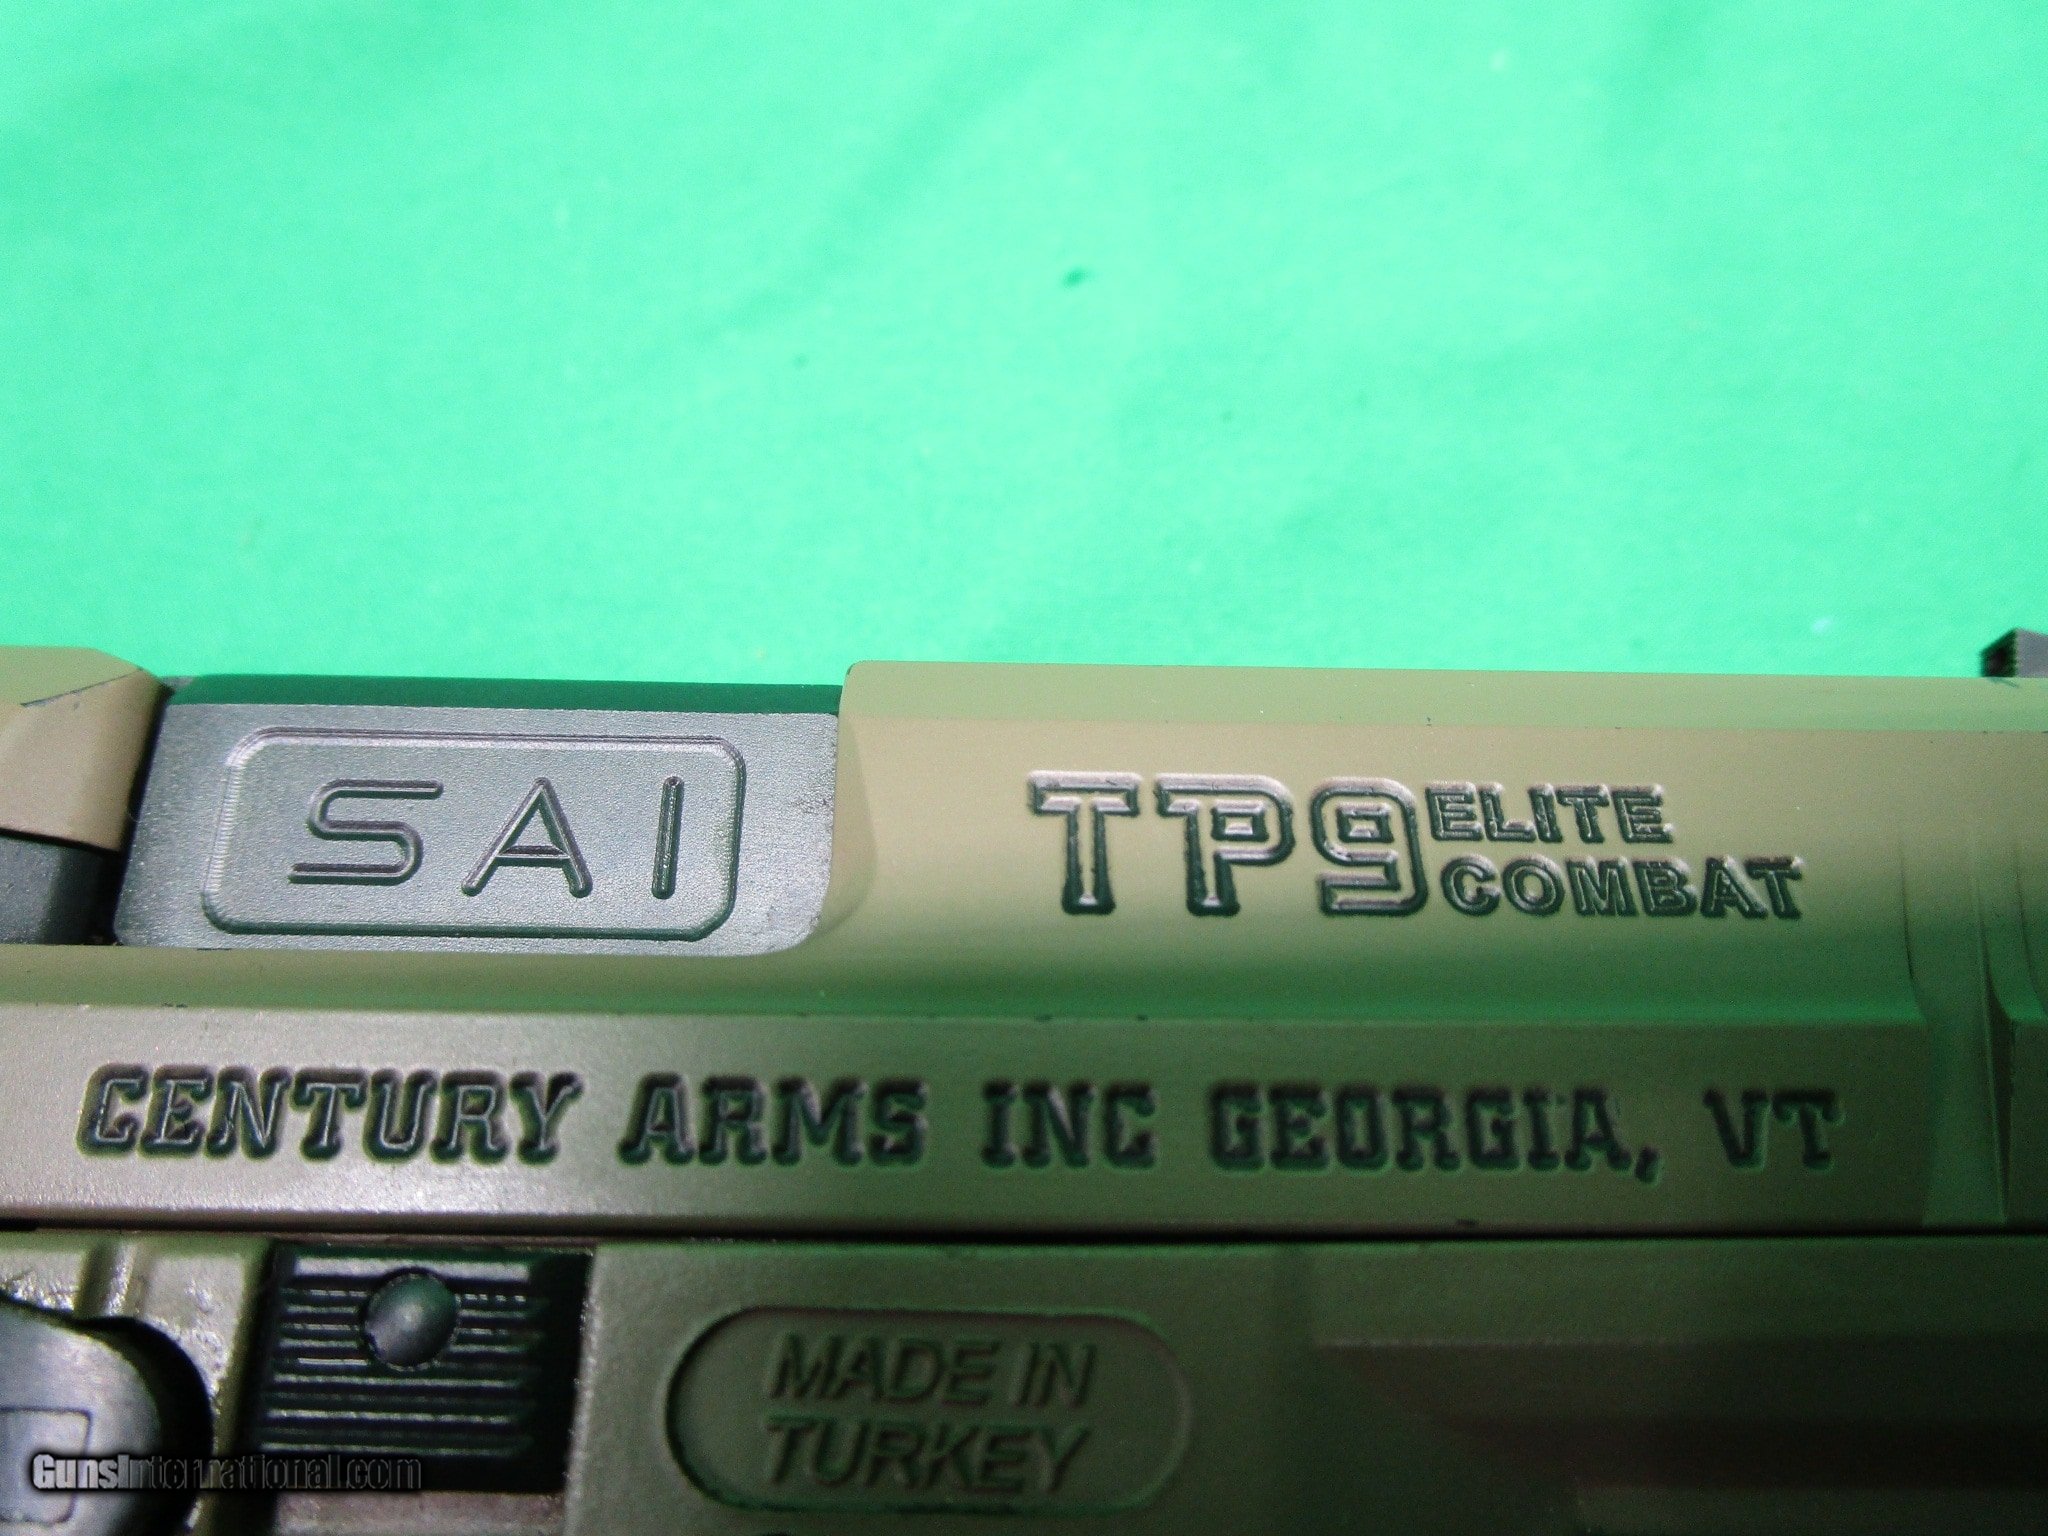 SAI
TP9 ELITE
COMBAT
CENTURY ARMS INC GEORGIA, VT
MADE IN
TURKEY
GunsInternational.com